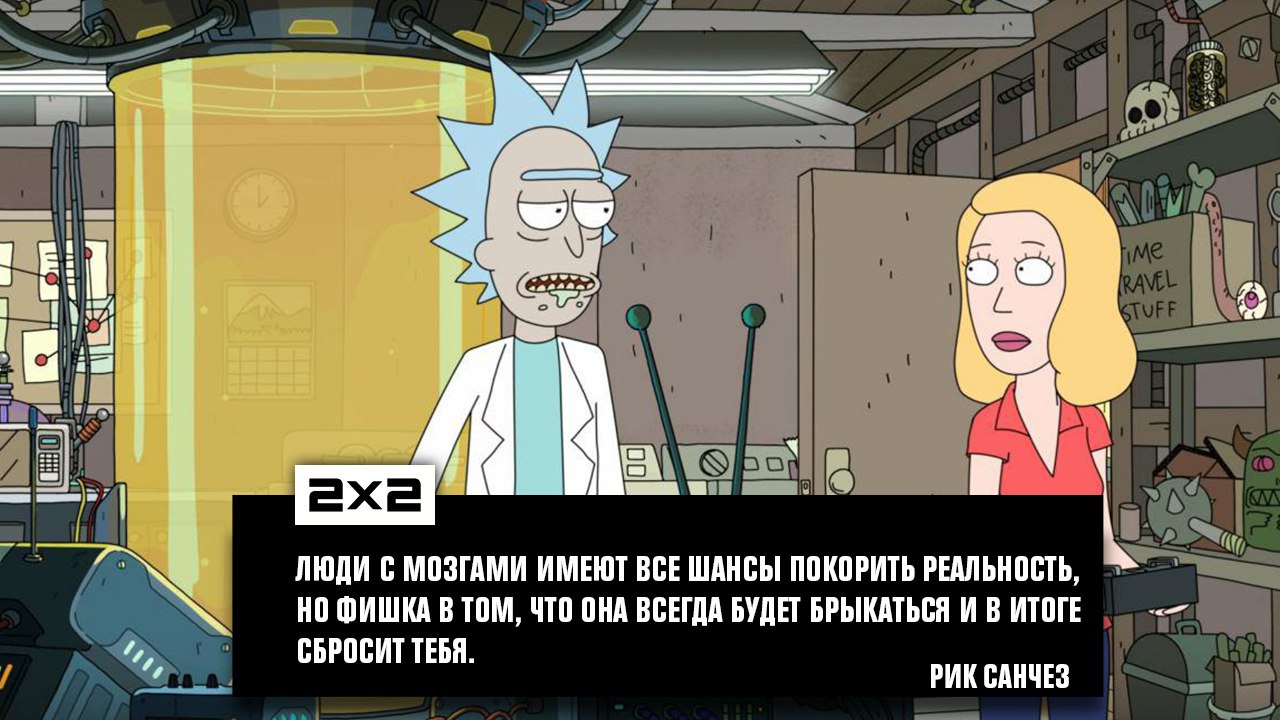 TIME
TRAVEL
STUFF
2X2
ЛЮДИ С МОЗГАМИ ИМЕЮТ ВСЕ ШАНСЫ ПОКОРИТЬ РЕАЛЬНОСТЬ,
НО ФИШКА В ТОМ, ЧТО ОНА ВСЕГДА БУДЕТ БРЫКАТЬСЯ И В ИТОГЕ
СБРОСИТ ТЕБЯ.
РИК САНЧЕЗ